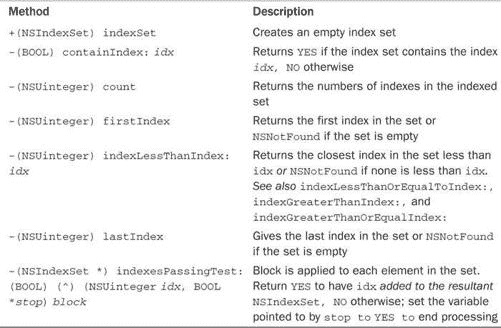 Method Description
+(NSIndexSet) indexSet Creates an empty index set
-(BOOL) containIndex: idx Returns YES if the index set contains the index
idx, NO otherwise
-(NSUinteger) count Returns the numbers of indexes in the indexed
set
-(NSUinteger) firstIndex Returns the first index in the set or
NSNotFound if the set is empty
-(NSUinteger) indexLessThanIndex: Returns the closest index in the set less than
idx idx or NSNotFound if none is less than idx.
See also indexLessThanOrEqualToIndex:,
indexGreaterThanIndex:, and
indexGreaterThanOrEqualIndex:
-(NSUinteger) lastIndex Gives the last index in the set or NSNotFound
if the set is empty
-(NSIndexSet *) indexesPassingTest: Block is applied to each element in the set.
(BOOL) (^) (NSUinteger idx, BOOL Return YES to have idx added to the resultant
*stop) block NSIndexSet, NO otherwise; set the variable
pointed to by stop to YES to end processing